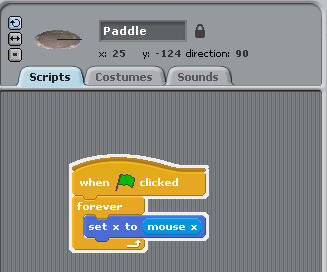 Paddle
x: 25 y: -124 direction: 90
Scripts Costumes Sounds
when clicked
forever
set x to mouse x